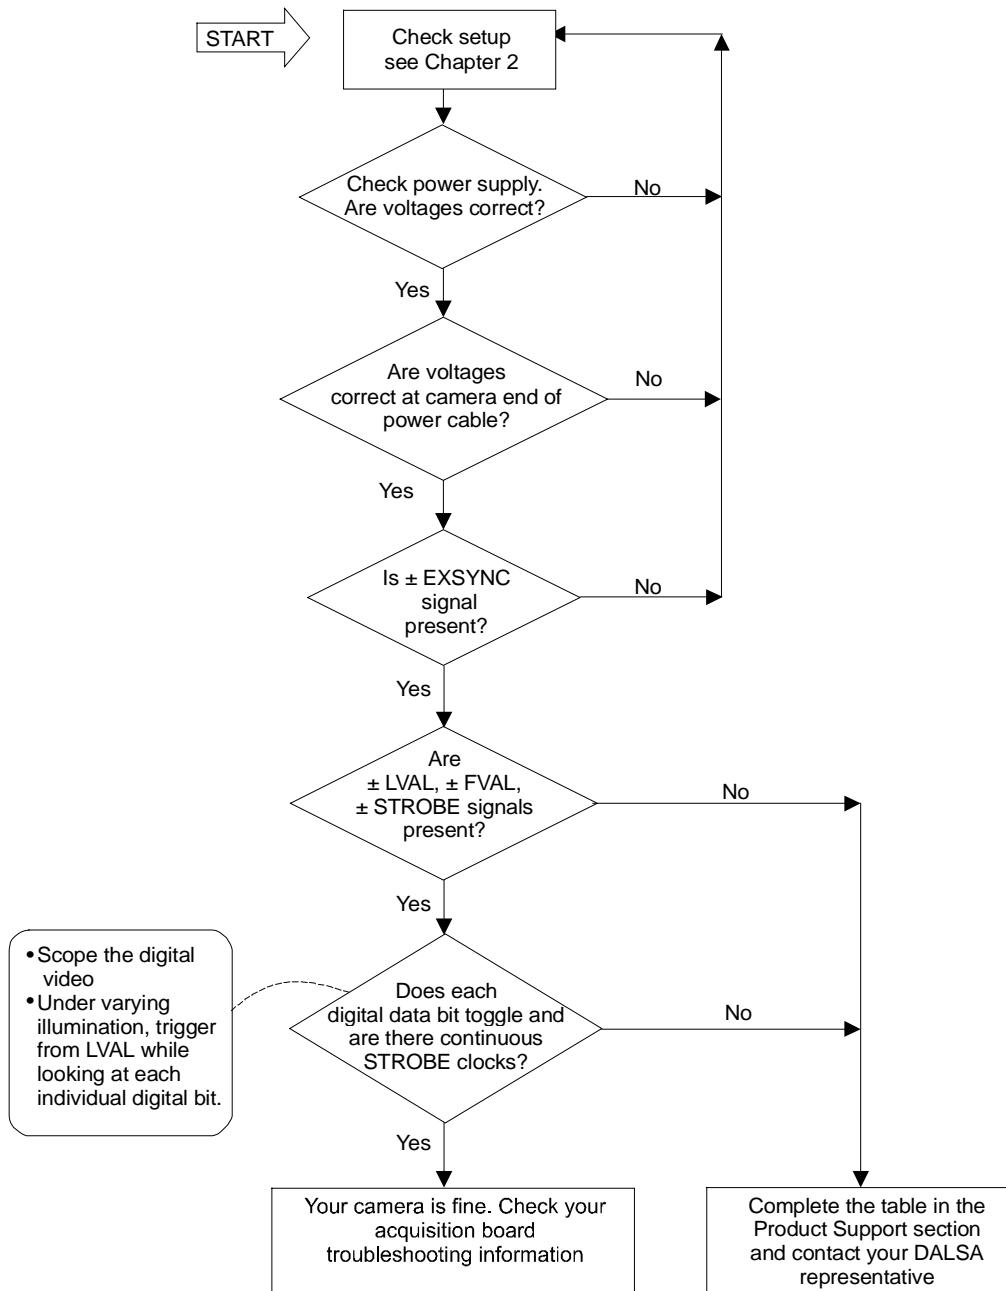 START
Check setup
see Chapter 2
Check power supply.
Are voltages correct?
No
Yes
Are voltages
correct at camera end of
power cable?
No
Yes
Is ± EXSYNC
signal
present?
No
Yes
Are
± LVAL, ± FVAL,
± STROBE signals
present?
No
Yes
• Scope the digital
video
• Under varying
illumination, trigger
from LVAL while
looking at each
individual digital bit.
Does each
digital data bit toggle and
are there continuous
STROBE clocks?
No
Yes
Your camera is fine. Check your
acquisition board
troubleshooting information
Complete the table in the
Product Support section
and contact your DALSA
representative